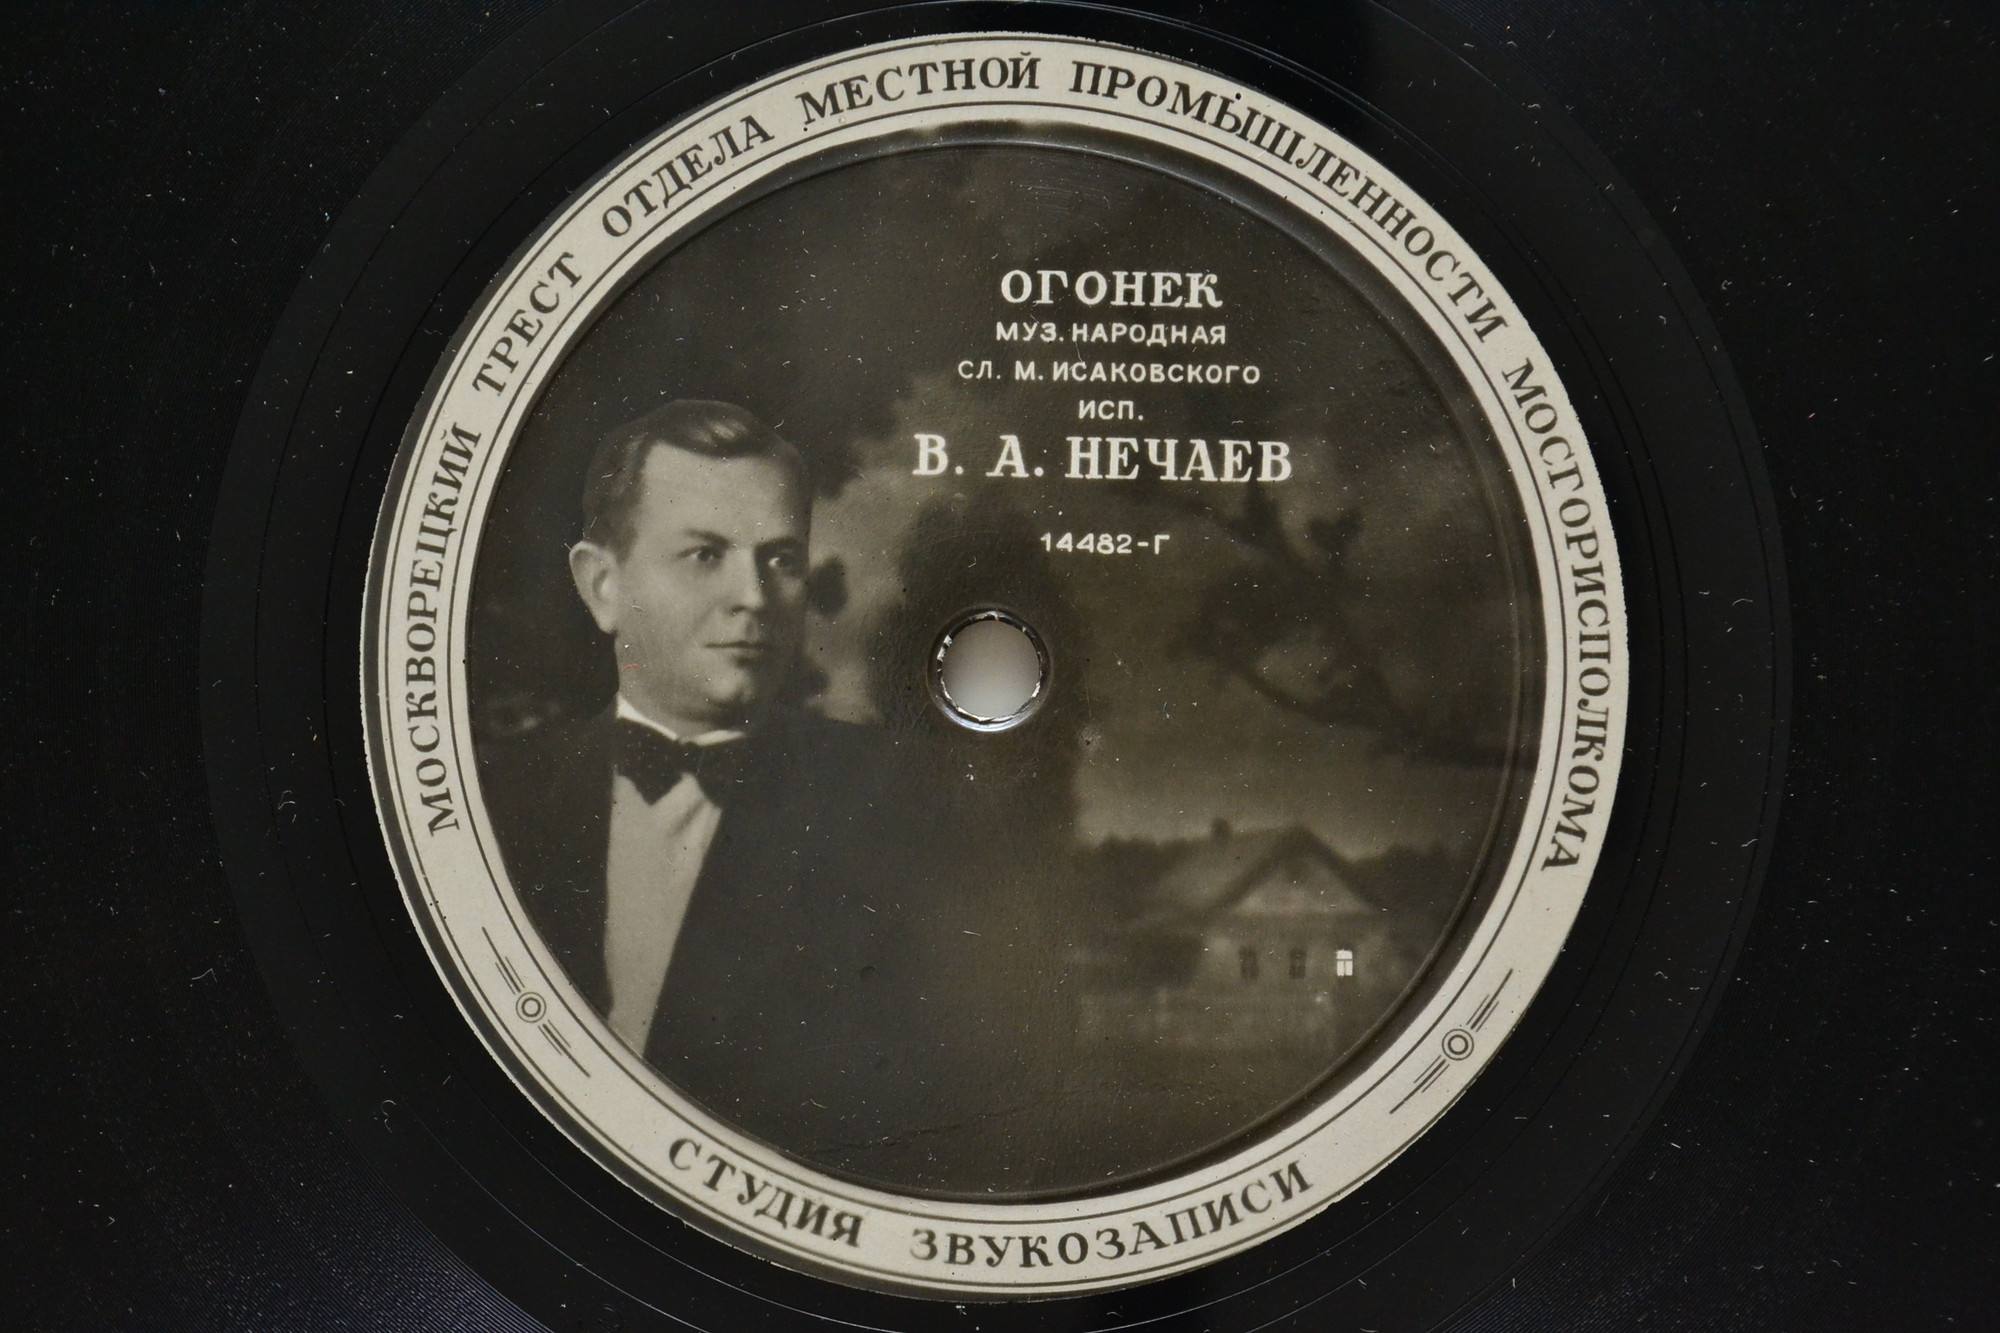 МОСКВОРЕЦКИЙ ТРЕСТ ОТДЕЛА МЕСТНОЙ ПРОМЫШЛЕННОСТИ МОСГОРИСПОЛКОМА
ОГОНЕК
МУЗ. НАРОДНАЯ
СЛ. М. ИСАКОВСКОГО
ИСП.
В. А. НЕЧАЕВ
14482-Г
СТУДИЯ ЗВУКОЗАПИСИ